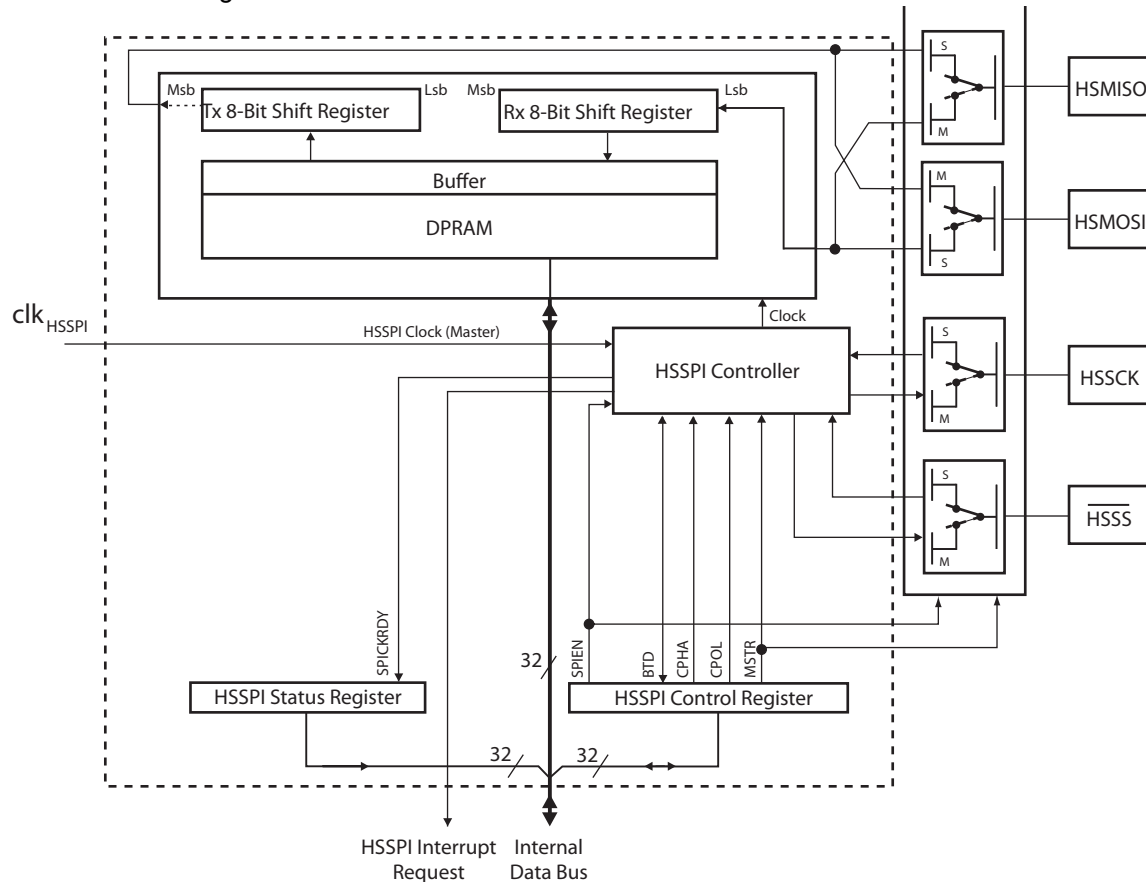 S
HSMISO
M
Msb
Tx 8-Bit Shift Register
Lsb
Msb
Rx 8-Bit Shift Register
Lsb
Buffer
DPRAM
M
HSMOSI
S
clk HSSPI
HSSPI Clock (Master)
Clock
HSSPI Controller
S
HSSCK
M
S
HSSS
M
SPICKRDY
32
SPIEN
BTD
CPHA
CPOL
MSTR
HSSPI Status Register
HSSPI Control Register
32
32
HSSPI Interrupt
Request
Internal
Data Bus